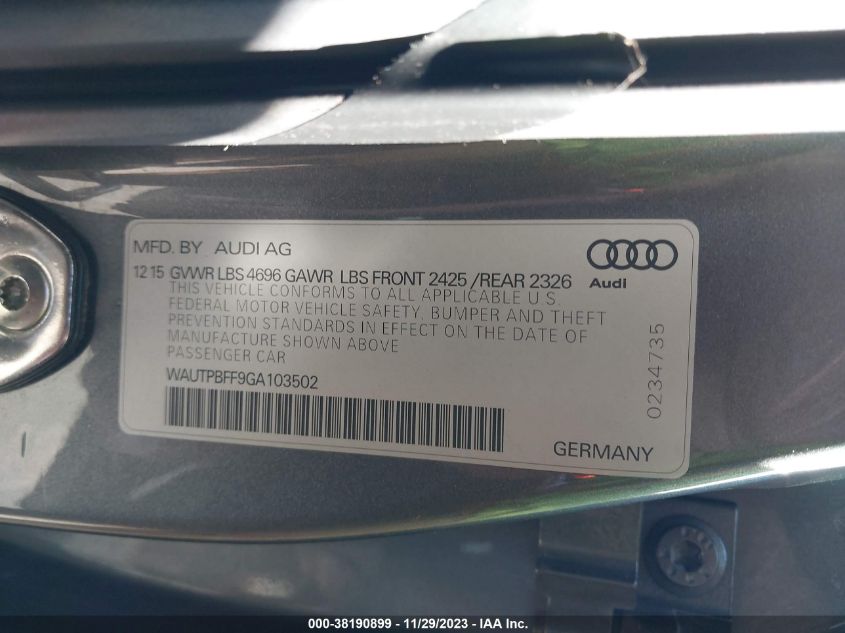 MFD. BY AUDI AG
Audi
12 15 GVWR LBS 4696 GAWR LBS FRONT 2425 /REAR 2326
THIS VEHICLE CONFORMS TO ALL APPLICABLE U S
FEDERAL MOTOR VEHICLE SAFETY, BUMPER AND THEFT
PREVENTION STANDARDS IN EFFECT ON THE DATE OF
MANUFACTURE SHOWN ABOVE
PASSENGER CAR
WAUTPBFF9GA103502
0234735
GERMANY
000-38190899 - 11/29/2023 - © IAA Inc.